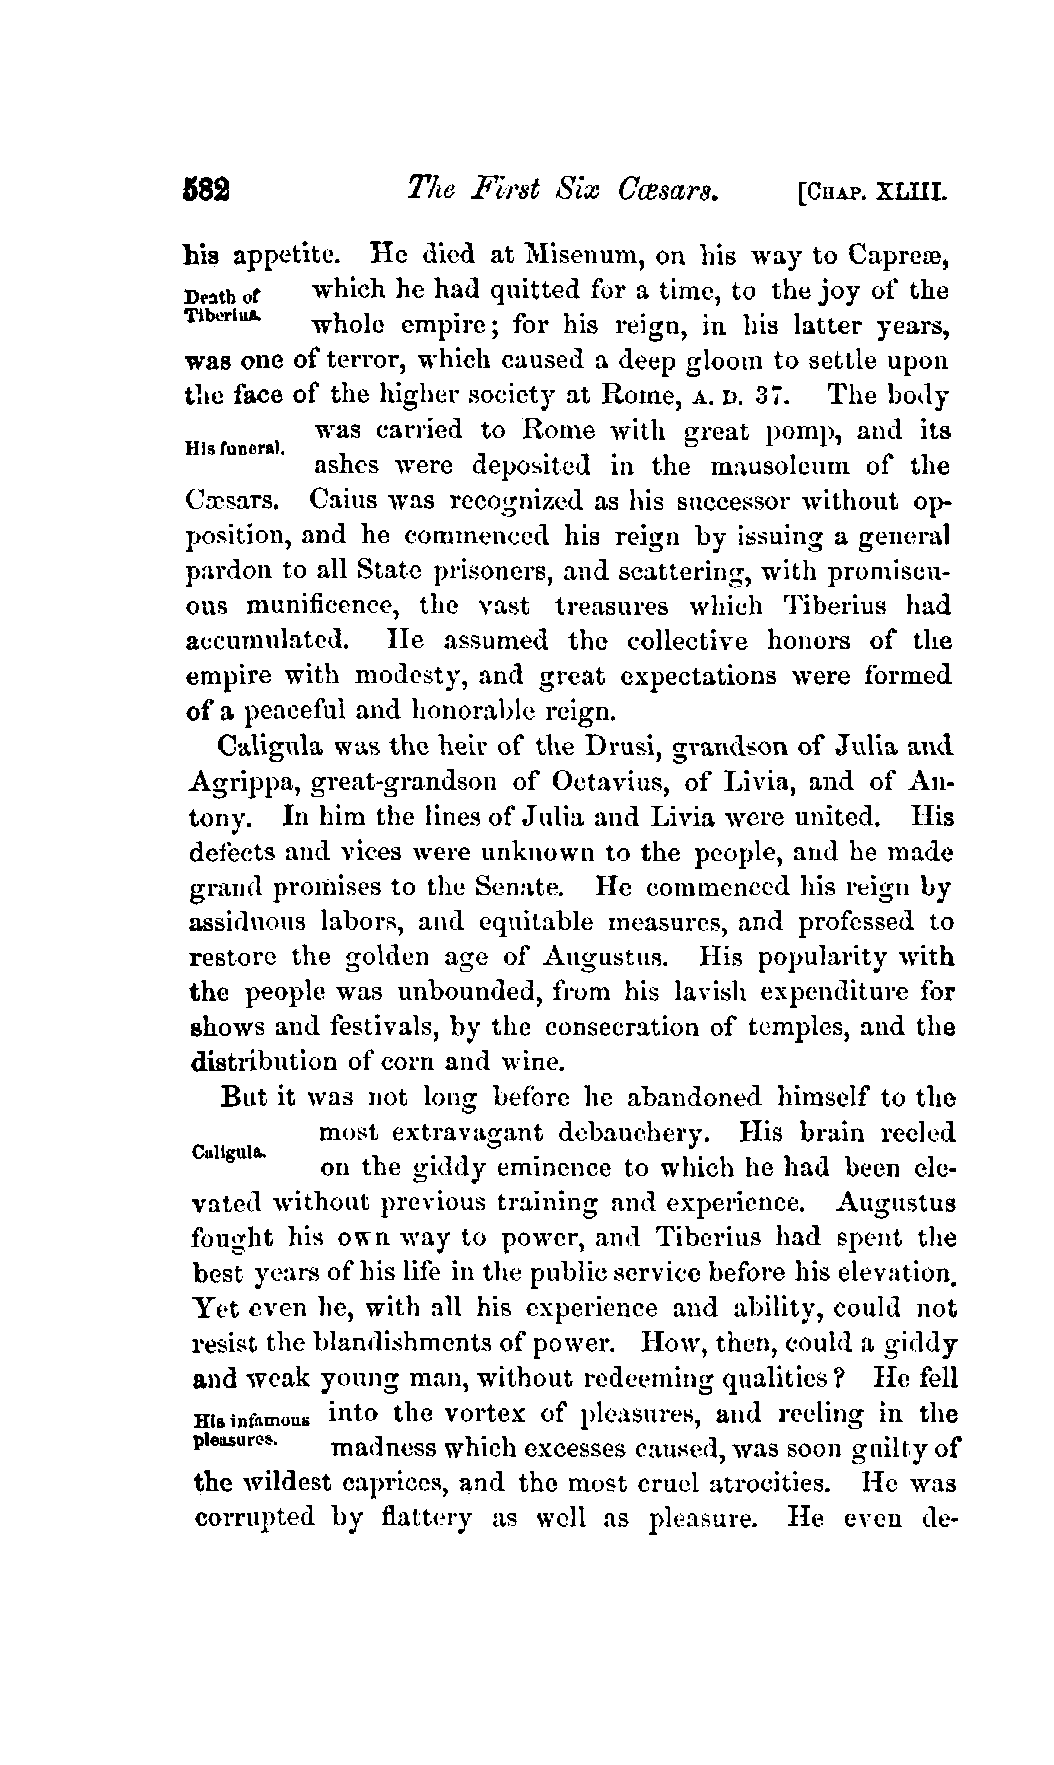 582 The First Six Cæsars. [CHAP. XLIII.
his appetite. He died at Misenum, on his way to Capreæ,
Death of which he had quitted for a time, to the joy of the
Tiberius. whole empire; for his reign, in his latter years,
was one of terror, which caused a deep gloom to settle upon
the face of the higher society at Rome, A. D. 37. The body
was carried to Rome with great pomp, and its
His funeral.
ashes were deposited in the mausoleum of the
Cæsars. Caius was recognized as his successor without op-
position, and he commenced his reign by issuing a general
pardon to all State prisoners, and scattering, with promiscu-
ous munificence, the vast treasures which Tiberius had
accumulated. He assumed the collective honors of the
empire with modesty, and great expectations were formed
of a peaceful and honorable reign.
Caligula was the heir of the Drusi, grandson of Julia and
Agrippa, great-grandson of Octavius, of Livia, and of An-
tony. In him the lines of Julia and Livia were united. His
defects and vices were unknown to the people, and he made
grand promises to the Senate. He commenced his reign by
assiduous labors, and equitable measures, and professed to
restore the golden age of Augustus. His popularity with
the people was unbounded, from his lavish expenditure for
shows and festivals, by the consecration of temples, and the
distribution of corn and wine.
But it was not long before he abandoned himself to the
most extravagant debauchery. His brain reeled
Caligula.
on the giddy eminence to which he had been ele-
vated without previous training and experience. Augustus
fought his own way to power, and Tiberius had spent the
best years of his life in the public service before his elevation.
Yet even he, with all his experience and ability, could not
resist the blandishments of power. How, then, could a giddy
and weak young man, without redeeming qualities? He fell
His infamous into the vortex of pleasures, and reeling in the
pleasures. madness which excesses caused, was soon guilty of
the wildest caprices, and the most cruel atrocities. He was
corrupted by flattery as well as pleasure. He even de-